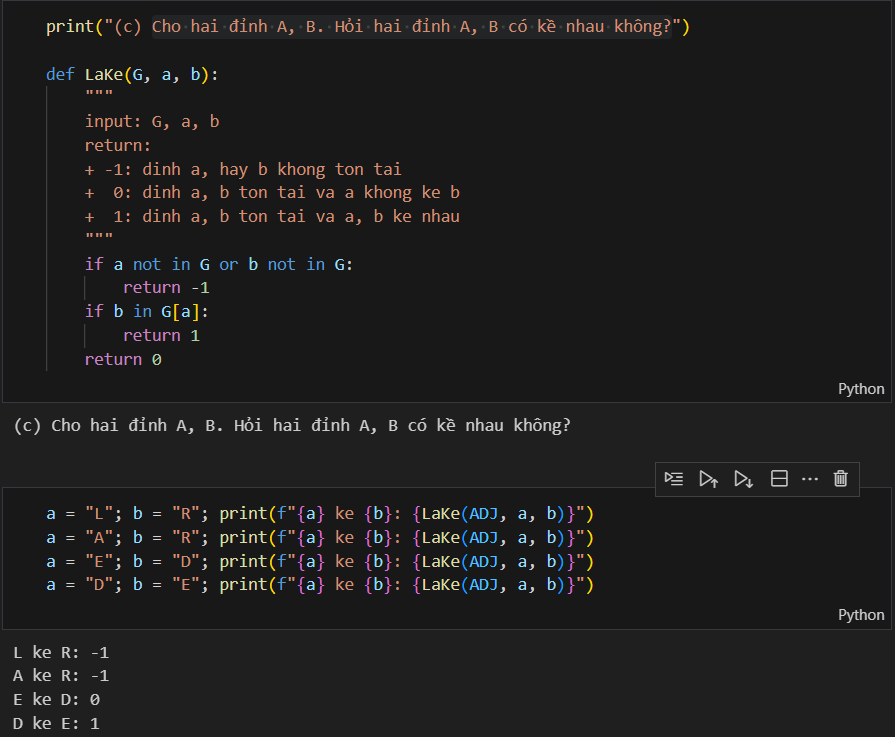 print("(c) Cho hai đỉnh A, B. Hỏi hai đỉnh A, B có kề nhau không?")
def LaKe(G, a, b):
"""
input: G, a, b
return:
+ -1: dinh a, hay b khong ton tai
+  0: dinh a, b ton tai va a khong ke b
+  1: dinh a, b ton tai va a, b ke nhau
"""
if a not in G or b not in G:
return -1
if b in G[a]:
return 1
return 0
Python
(c) Cho hai đỉnh A, B. Hỏi hai đỉnh A, B có kề nhau không?
a = "L"; b = "R"; print(f"{a} ke {b}: {LaKe(ADJ, a, b)}")
a = "A"; b = "R"; print(f"{a} ke {b}: {LaKe(ADJ, a, b)}")
a = "E"; b = "D"; print(f"{a} ke {b}: {LaKe(ADJ, a, b)}")
a = "D"; b = "E"; print(f"{a} ke {b}: {LaKe(ADJ, a, b)}")
Python
L ke R: -1
A ke R: -1
E ke D: 0
D ke E: 1